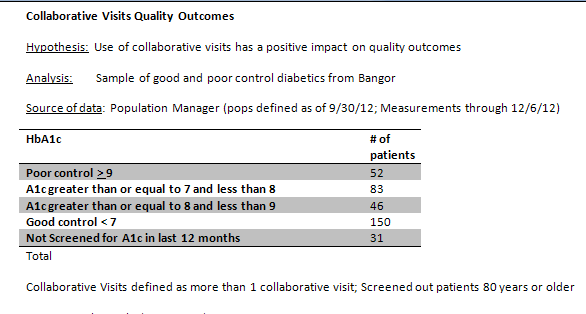 Collaborative Visits Quality Outcomes
Hypothesis: Use of collaborative visits has a positive impact on quality outcomes
Analysis: Sample of good and poor control diabetics from Bangor
Source of data: Population Manager (pops defined as of 9/30/12; Measurements through 12/6/12)
HbA1c # of patients
Poor control ≥9 52
A1c greater than or equal to 7 and less than 8 83
A1c greater than or equal to 8 and less than 9 46
Good control <7 150
Not Screened for A1c in last 12 months 31
Total
Collaborative Visits defined as more than 1 collaborative visit; Screened out patients 80 years or older